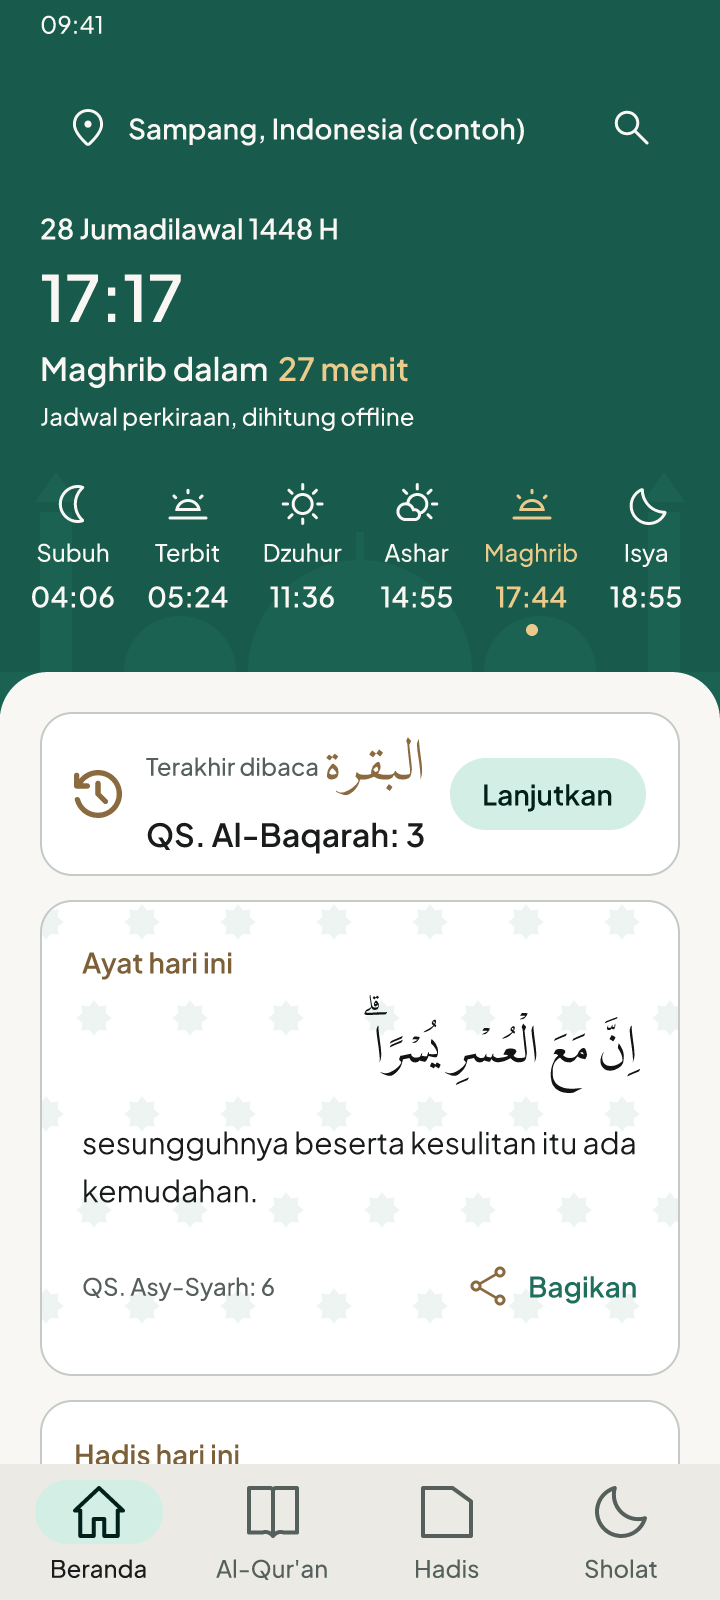 09:41
Sampang, Indonesia (contoh)
28 Jumadilawal 1448 H
17:17
Maghrib dalam 27 menit
Jadwal perkiraan, dihitung offline
Subuh Terbit Dzuhur Ashar Maghrib Isya
04:06 05:24 11:36 14:55 17:44 18:55
Terakhir dibaca البقرة
QS. Al-Baqarah: 3
Lanjutkan
Ayat hari ini
اِنَّ مَعَ الْعُسْرِ يُسْرًاۗ
sesungguhnya beserta kesulitan itu ada
kemudahan.
QS. Asy-Syarh: 6
Bagikan
Hadis hari ini
Beranda Al-Qur'an Hadis Sholat